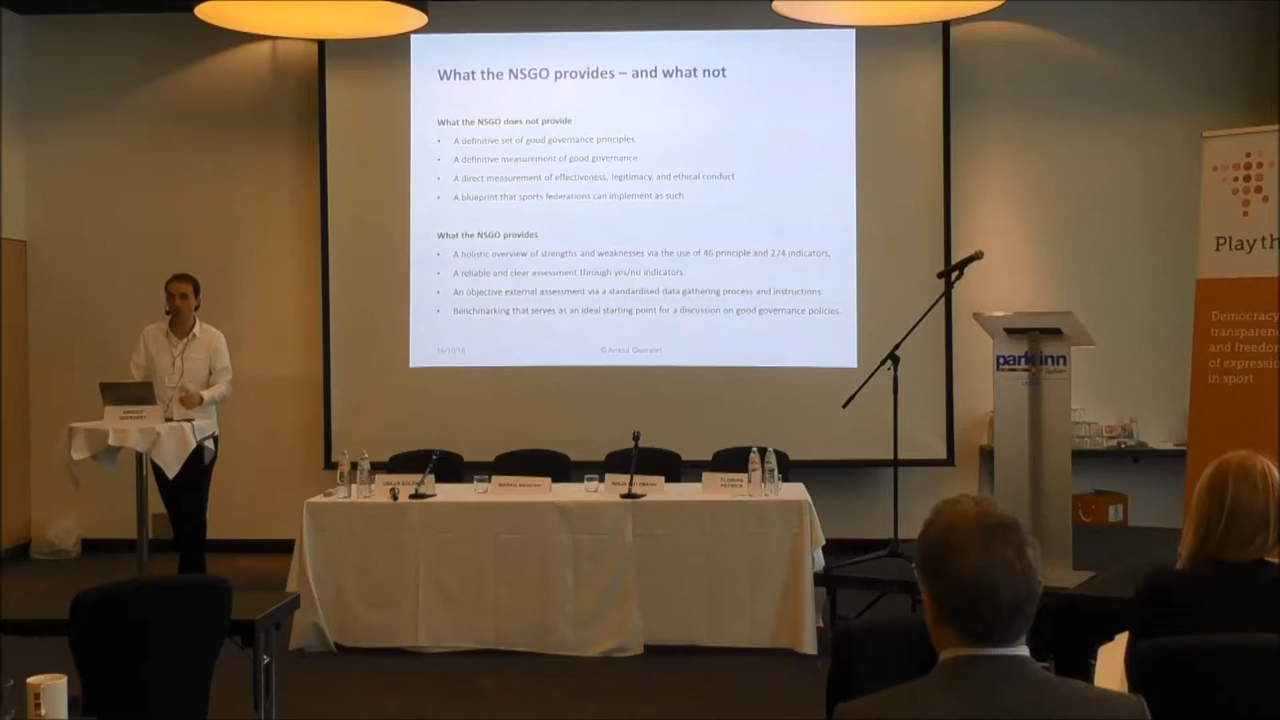 What the NSGO provides – and what not
What the NSGO does not provide
• A definitive set of good governance principles
• A definitive measurement of good governance
• A direct measurement of effectiveness, legitimacy, and ethical conduct
• A blueprint that sports federations can implement as such
What the NSGO provides
• A holistic overview of strengths and weaknesses via the use of 46 principle and 274 indicators,
• A reliable and clear assessment through yes/no indicators
• An objective external assessment via a standardised data gathering process and instructions
• Benchmarking that serves as an ideal starting point for a discussion on good governance policies.
©
park inn
Play th
Democracy
transparen
and freedo
of expressi
in sport
FLORIAN